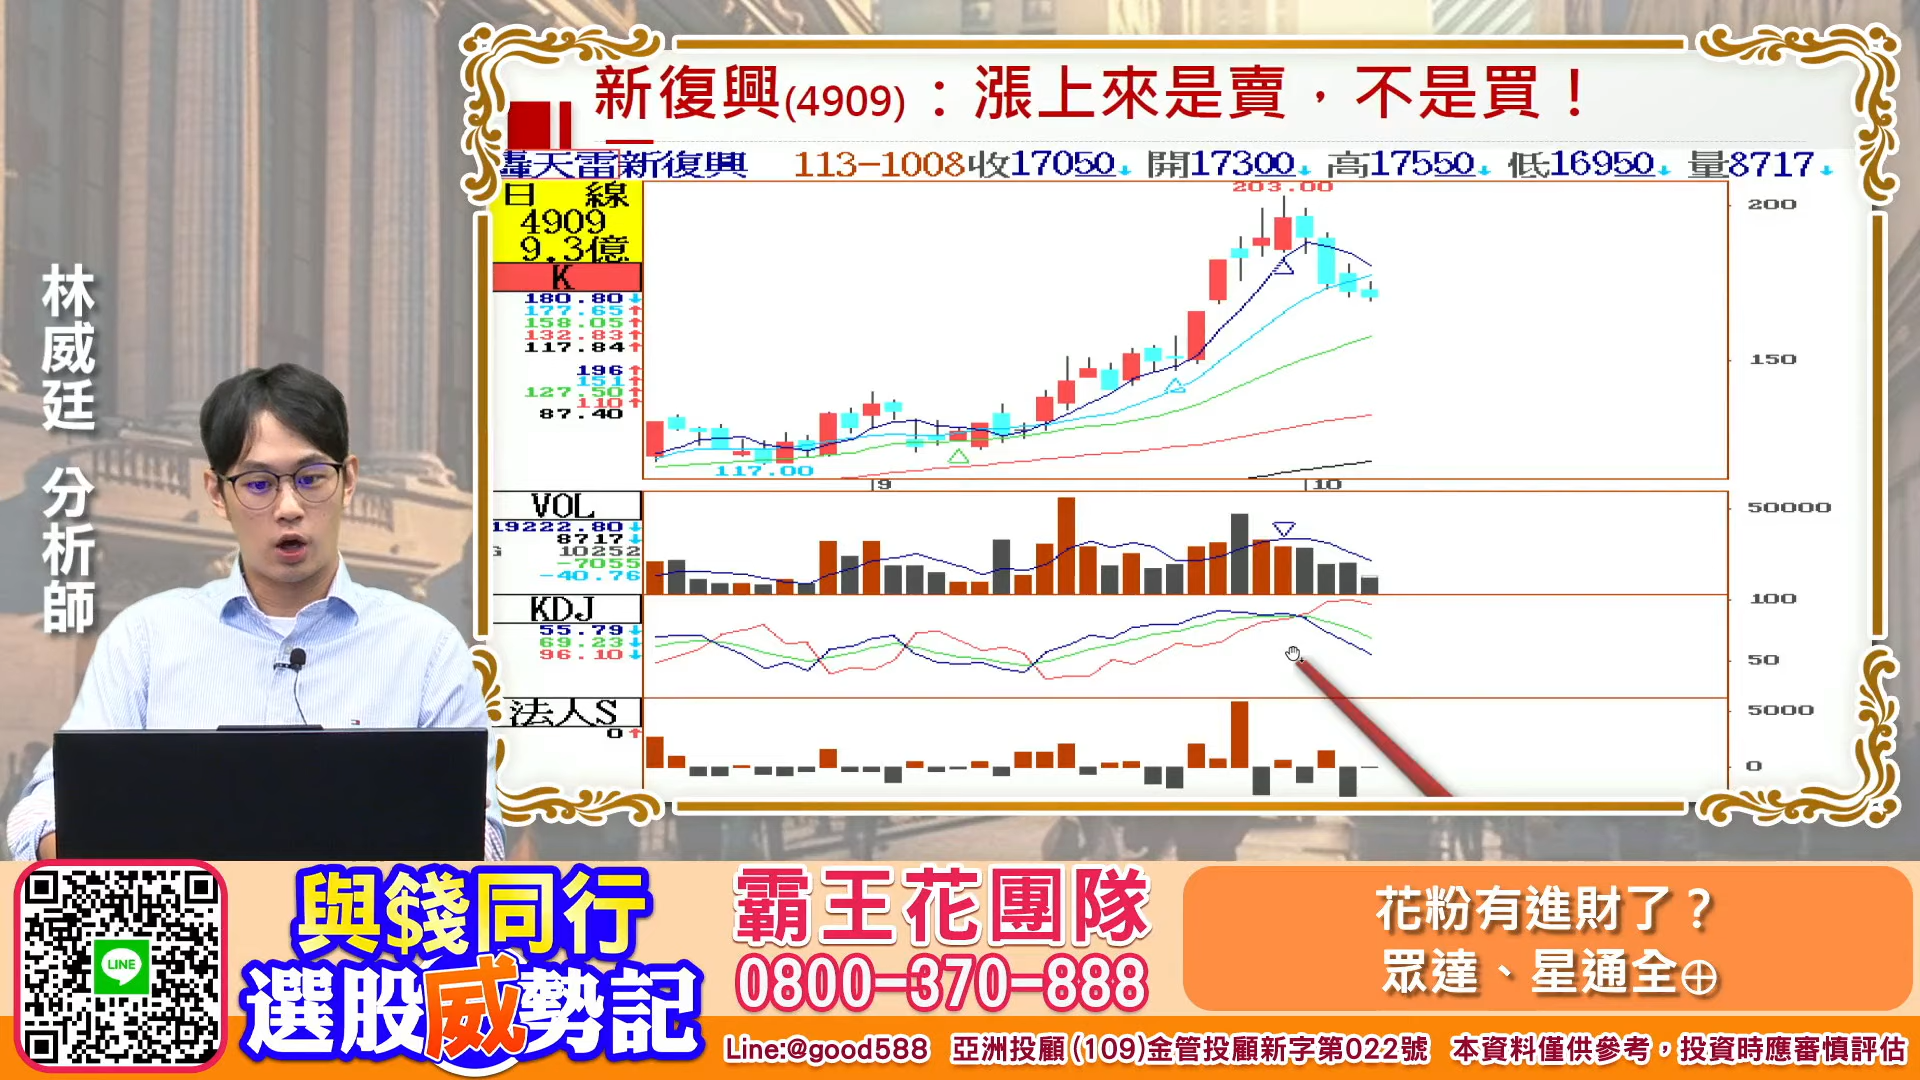 新復興(4909)：漲上來是賣，不是買！
轟天雷新復興 113-1008收17050↓ 開17300↓ 高17550↓ 低16950↓ 量8717↓
日 線
4909
9.3億
K
180.80↓
177.65↑
158.05↑
132.83↑
117.84↑
196↑
151↑
127.50↑
110↑
87.40
203.00
117.00
200
150
9
10
VOL
19222.80↓
8717↓
10252
-7055
-40.76
50000
KDJ
55.79↓
69.23↓
96.10↓
100
50
法人S
0↑
5000
0
林威廷 分析師
LINE
與錢同行
選股威勢記
霸王花團隊
0800-370-888
花粉有進財了？
眾達、星通全⊕
Line:@good588 亞洲投顧 (109)金管投顧新字第022號 本資料僅供參考，投資時應審慎評估